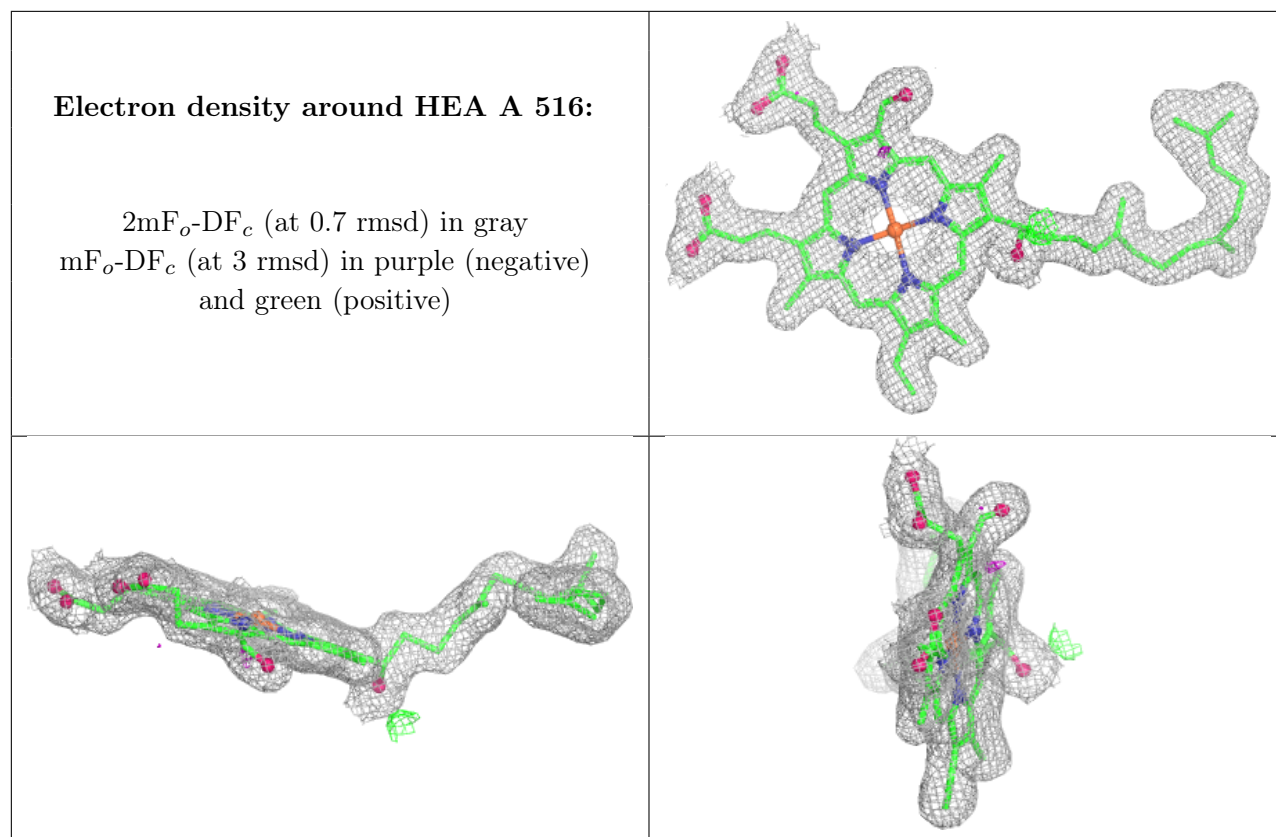 Electron density around HEA A 516:
2mFo-DFc (at 0.7 rmsd) in gray
mFo-DFc (at 3 rmsd) in purple (negative)
and green (positive)